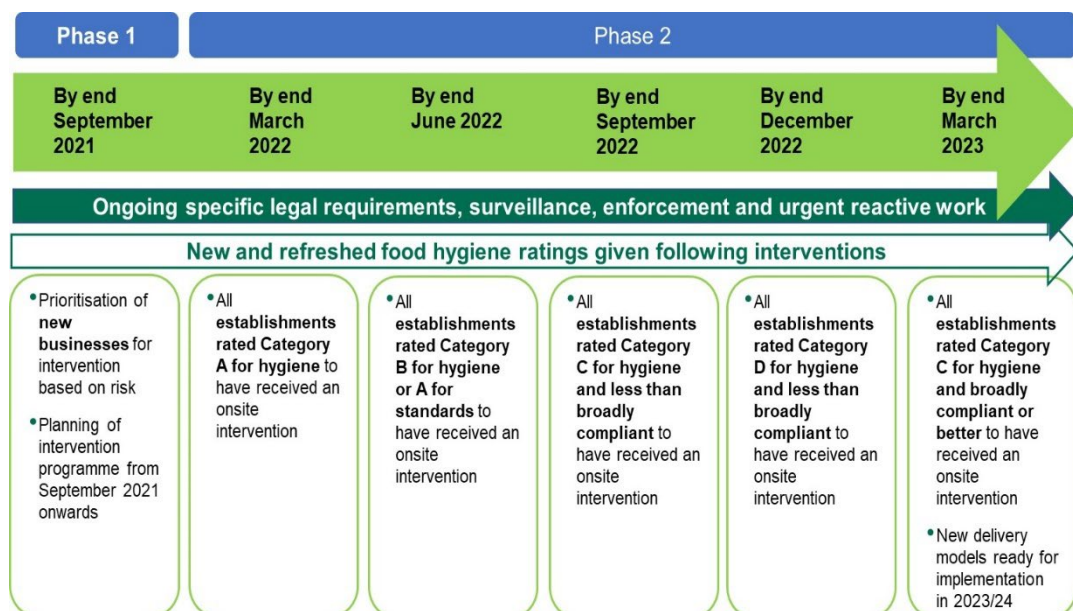 Phase 1
Phase 2
By end
September
2021
By end
March
2022
By end
June 2022
By end
September
2022
By end
December
2022
By end
March
2023
Ongoing specific legal requirements, surveillance, enforcement and urgent reactive work
New and refreshed food hygiene ratings given following interventions
•Prioritisation of
new
businesses for
intervention
based on risk
•Planning of
intervention
programme from
September 2021
onwards
•All
establishments
rated Category
A for hygiene to
have received an
onsite
intervention
•All
establishments
rated Category
B for hygiene
or A for
standards to
have received an
onsite
intervention
•All
establishments
rated Category
C for hygiene
and less than
broadly
compliant to
have received an
onsite
intervention
•All
establishments
rated Category
D for hygiene
and less than
broadly
compliant to
have received an
onsite
intervention
•All
establishments
rated Category
C for hygiene
and broadly
compliant or
better to have
received an
onsite
intervention
•New delivery
models ready for
implementation
in 2023/24